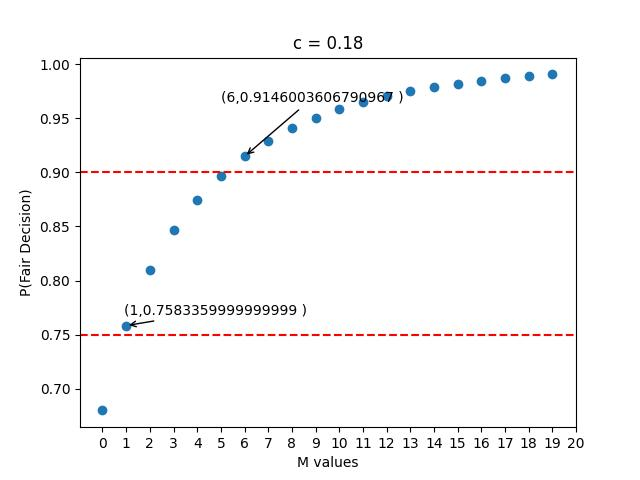 c = 0.18
1.00
0.95
0.90
0.85
0.80
0.75
0.70
P(Fair Decision)
(6,0.9146003606790967 )
(1,0.7583359999999999 )
0 1 2 3 4 5 6 7 8 9 10 11 12 13 14 15 16 17 18 19 20
M values